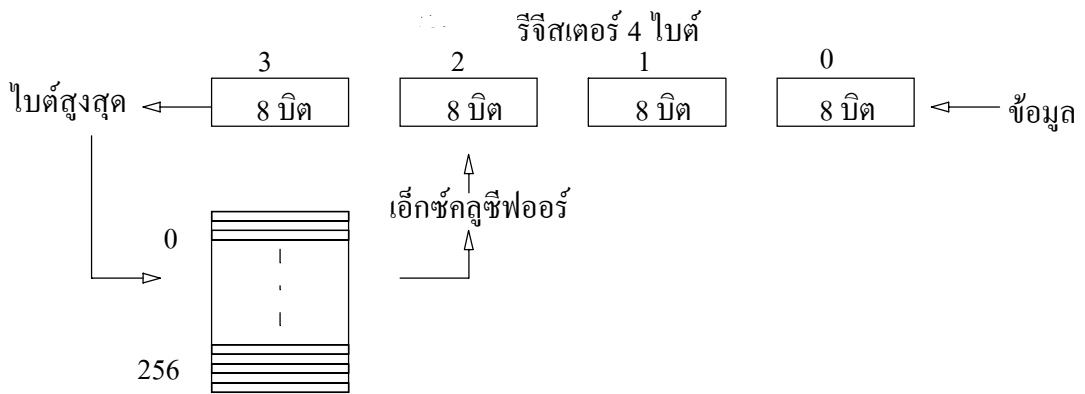 รีจีสเตอร์ 4 ไบต์
3 2 1 0
ไบต์สูงสุด 8 บิต 8 บิต 8 บิต 8 บิต ข้อมูล
เอ็กซ์คลูซีฟออร์
0
256